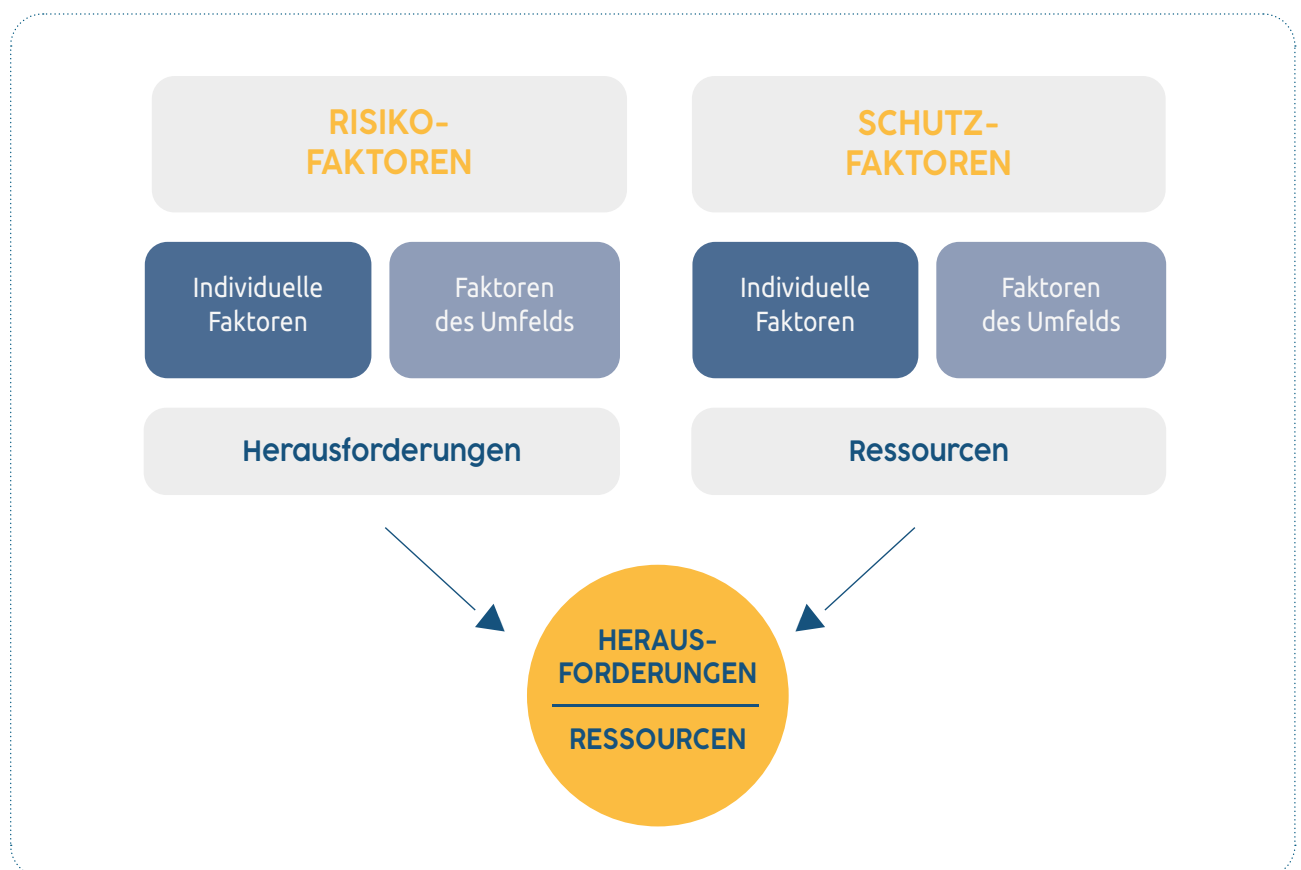 RISIKO-
FAKTOREN
SCHUTZ-
FAKTOREN
Individuelle
Faktoren
Faktoren
des Umfelds
Individuelle
Faktoren
Faktoren
des Umfelds
Herausforderungen
Ressourcen
HERAUS-
FORDERUNGEN
RESSOURCEN